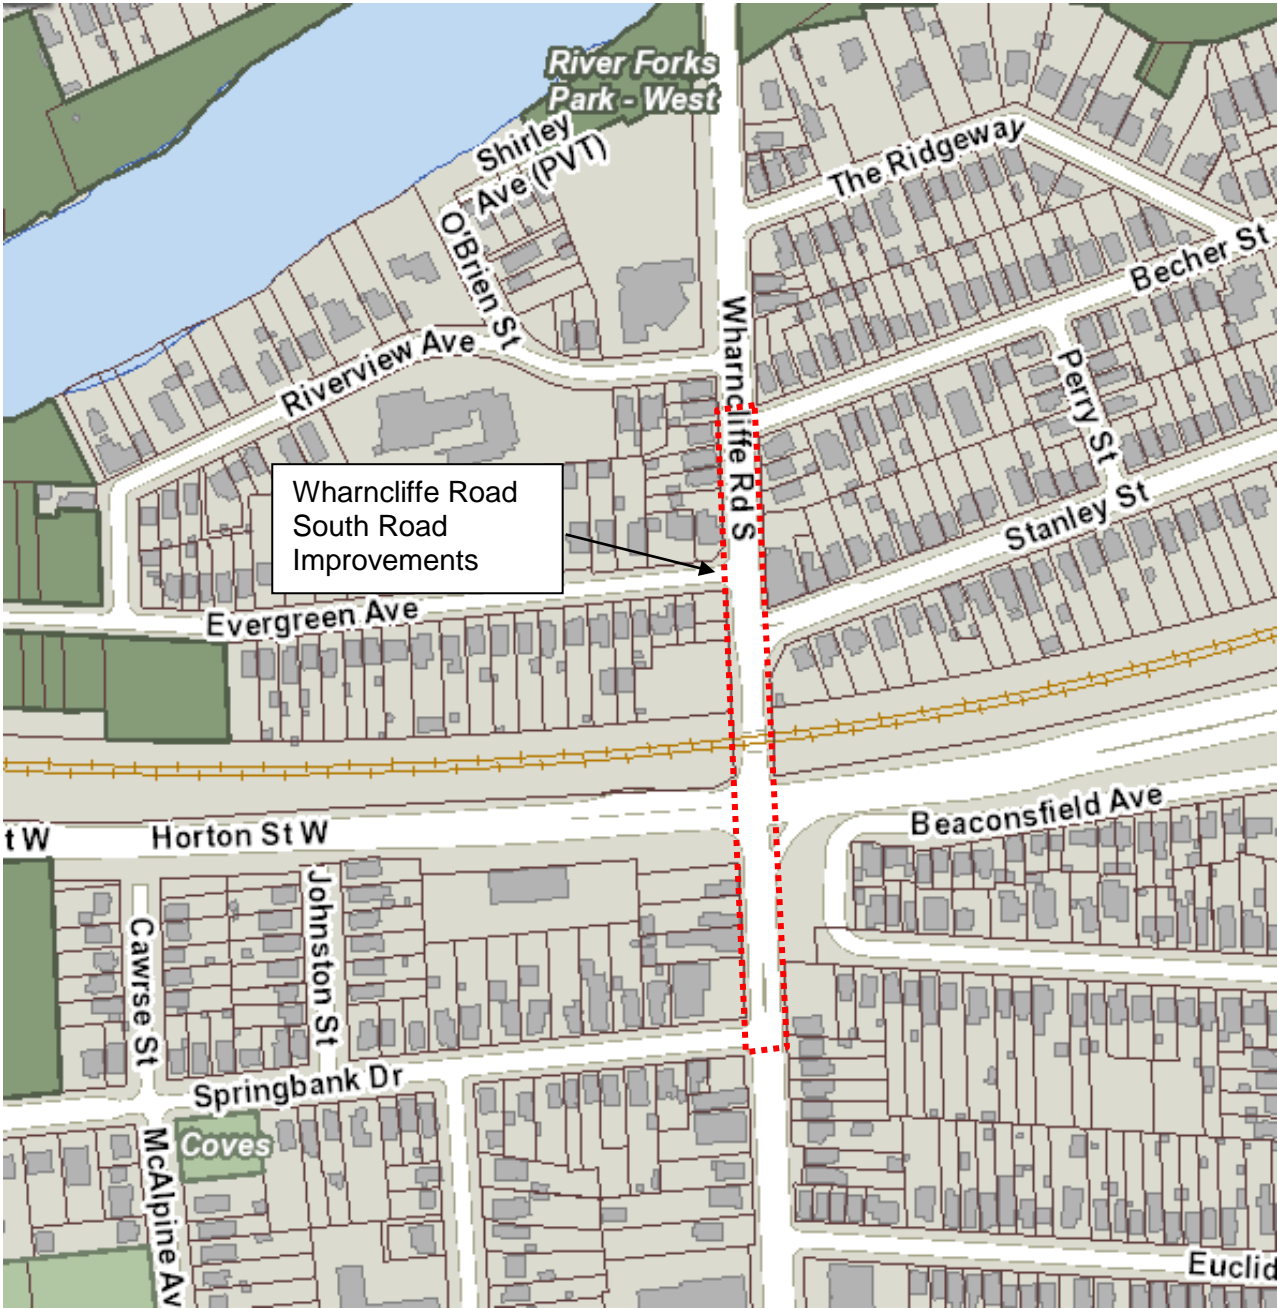 River Forks
Park - West
Shirley
Ave (PVT)
The Ridgeway
O'Brien St
Becher St
Wharncliffe Rd S
Riverview Ave
Perry St
Wharncliffe Road
South Road
Improvements
Stanley St
Evergreen Ave
Beaconsfield Ave
t W
Horton St W
Johnston St
Cawrse St
Springbank Dr
Coves
McAlpine Av
Euclid